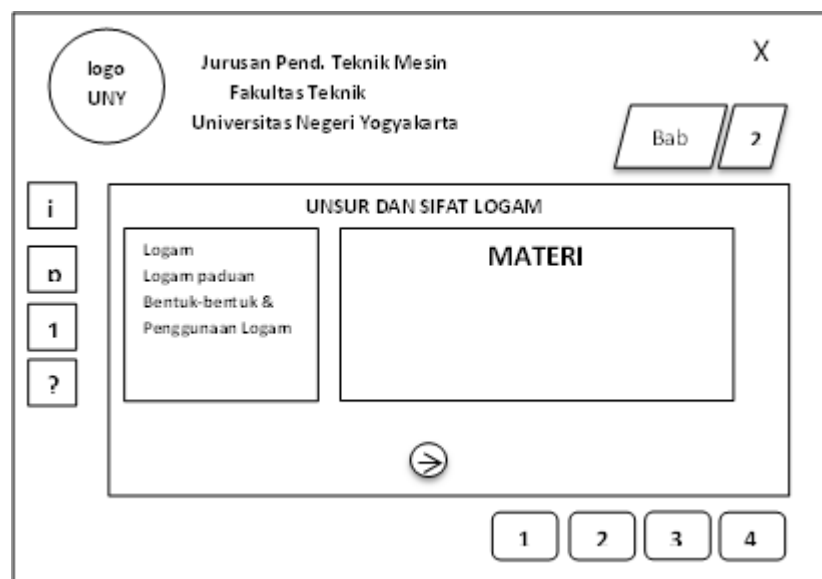 logo
UNY
Jurusan Pend. Teknik Mesin
Fakultas Teknik
Universitas Negeri Yogyakarta
X
Bab 2
i
1
?
UNSUR DAN SIFAT LOGAM
Logam
Logam paduan
Bentuk-bentuk &
Penggunaan Logam
MATERI
1 2 3 4